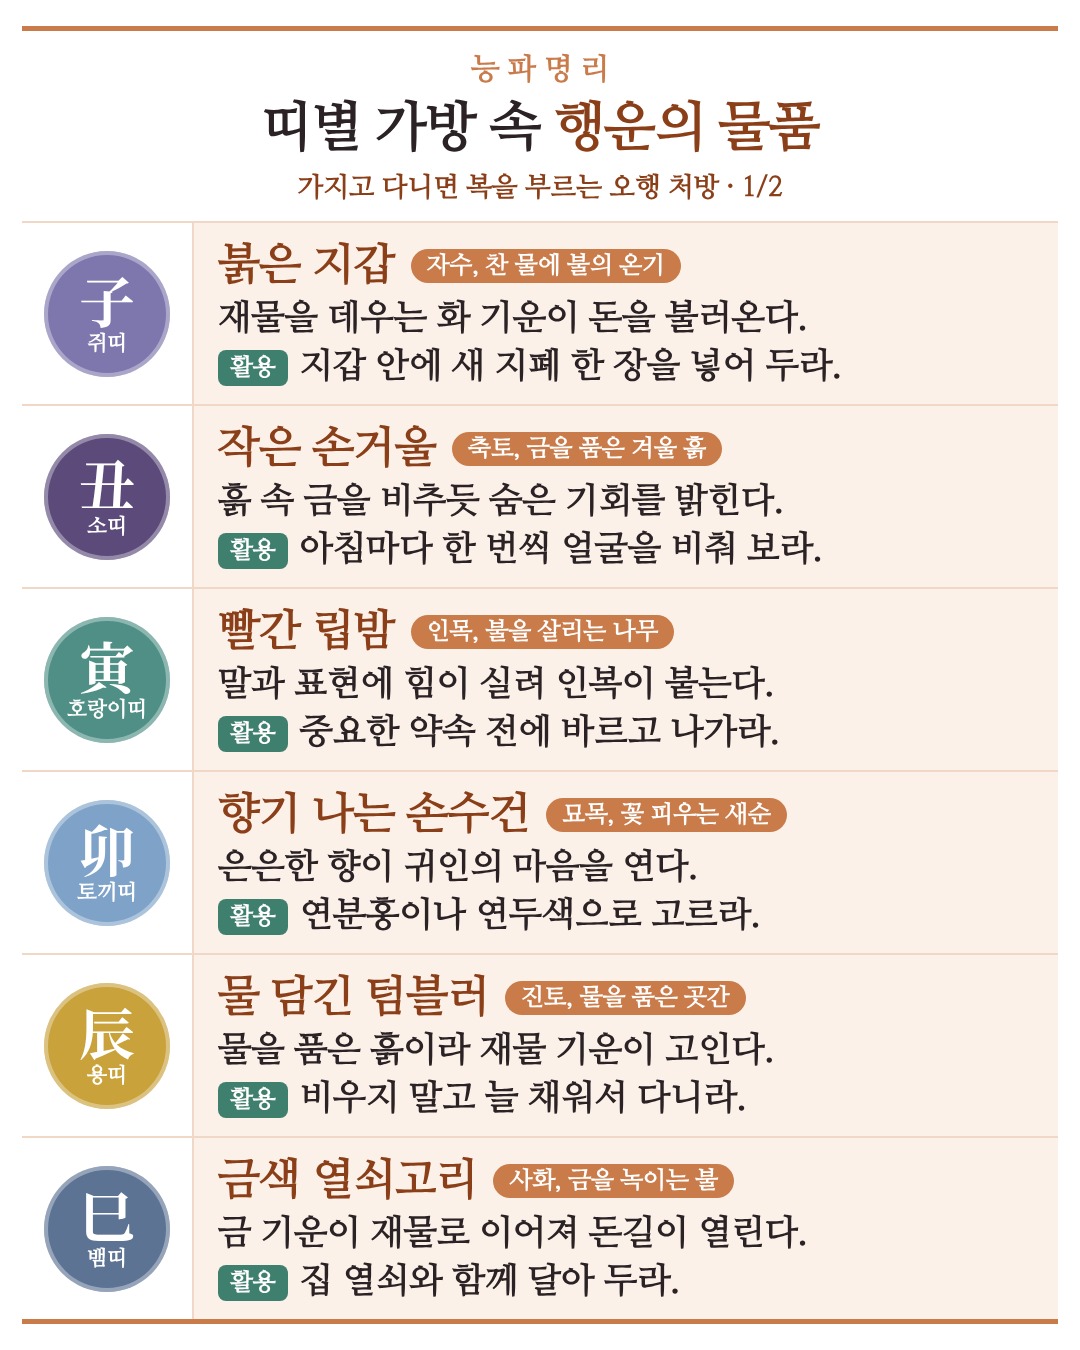 능파명리
띠별 가방 속 행운의 물품
가지고 다니면 복을 부르는 오행 처방 · 1/2
子
쥐띠
붉은 지갑 자수, 찬 물에 불의 온기
재물을 데우는 화 기운이 돈을 불러온다.
활용 지갑 안에 새 지폐 한 장을 넣어 두라.
丑
소띠
작은 손거울 축토, 금을 품은 겨울 흙
흙 속 금을 비추듯 숨은 기회를 밝힌다.
활용 아침마다 한 번씩 얼굴을 비춰 보라.
寅
호랑이띠
빨간 립밤 인목, 불을 살리는 나무
말과 표현에 힘이 실려 인복이 붙는다.
활용 중요한 약속 전에 바르고 나가라.
卯
토끼띠
향기 나는 손수건 묘목, 꽃 피우는 새순
은은한 향이 귀인의 마음을 연다.
활용 연분홍이나 연두색으로 고르라.
辰
용띠
물 담긴 텀블러 진토, 물을 품은 곳간
물을 품은 흙이라 재물 기운이 고인다.
활용 비우지 말고 늘 채워서 다니라.
巳
뱀띠
금색 열쇠고리 사화, 금을 녹이는 불
금 기운이 재물로 이어져 돈길이 열린다.
활용 집 열쇠와 함께 달아 두라.